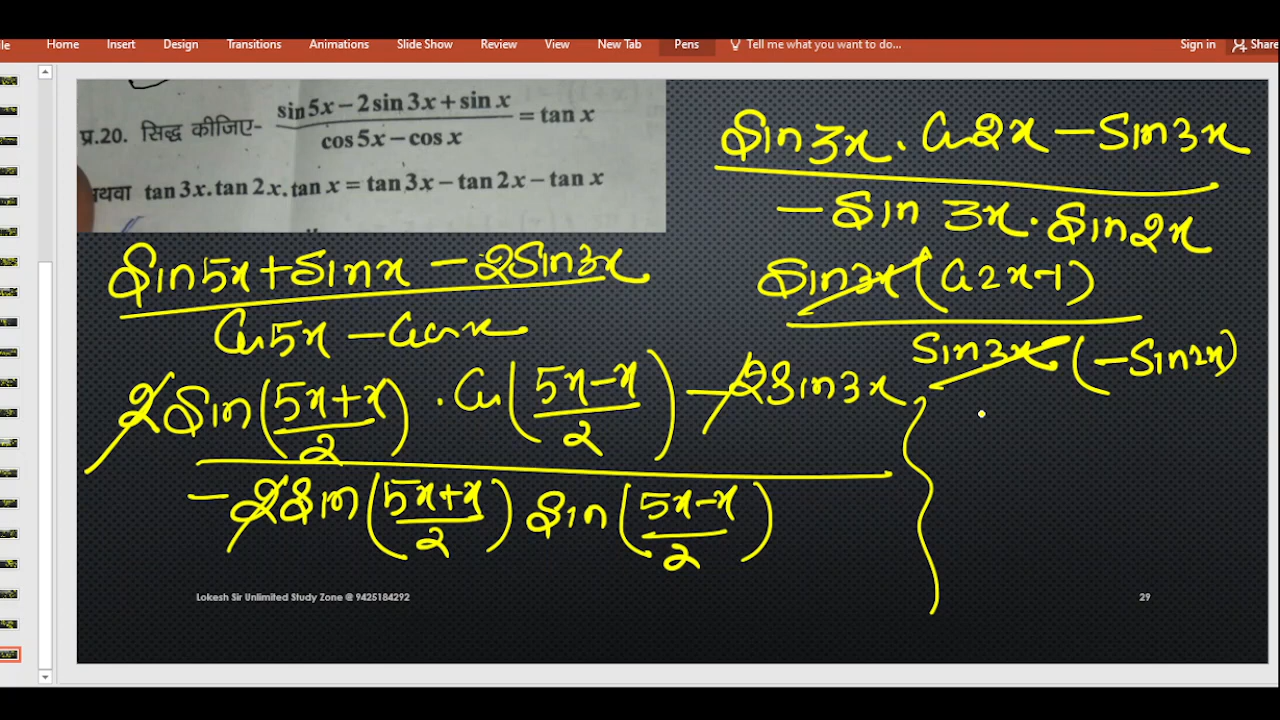 File Home Insert Design Transitions Animations Slide Show Review View New Tab Pens Tell me what you want to do... Sign in Share
प्र.20. सिद्ध कीजिए- (sin 5x – 2 sin 3x + sin x)/(cos 5x – cos x) = tan x
अथवा tan 3x. tan 2x. tan x = tan 3x – tan 2x – tan x
Sin5x + Sinx – 2Sin3x
Cos5x – Cosx
2Sin(5x+x/2) . Cos(5x–x/2) – 2Sin3x
– 2Sin(5x+x/2) Sin(5x–x/2)
Sin3x . Cos2x – Sin3x
– Sin 3x . Sin2x
Sin3x (Cos2x–1)
Sin3x (–Sin2x)
Lokesh Sir Unlimited Study Zone @ 9425184292
29